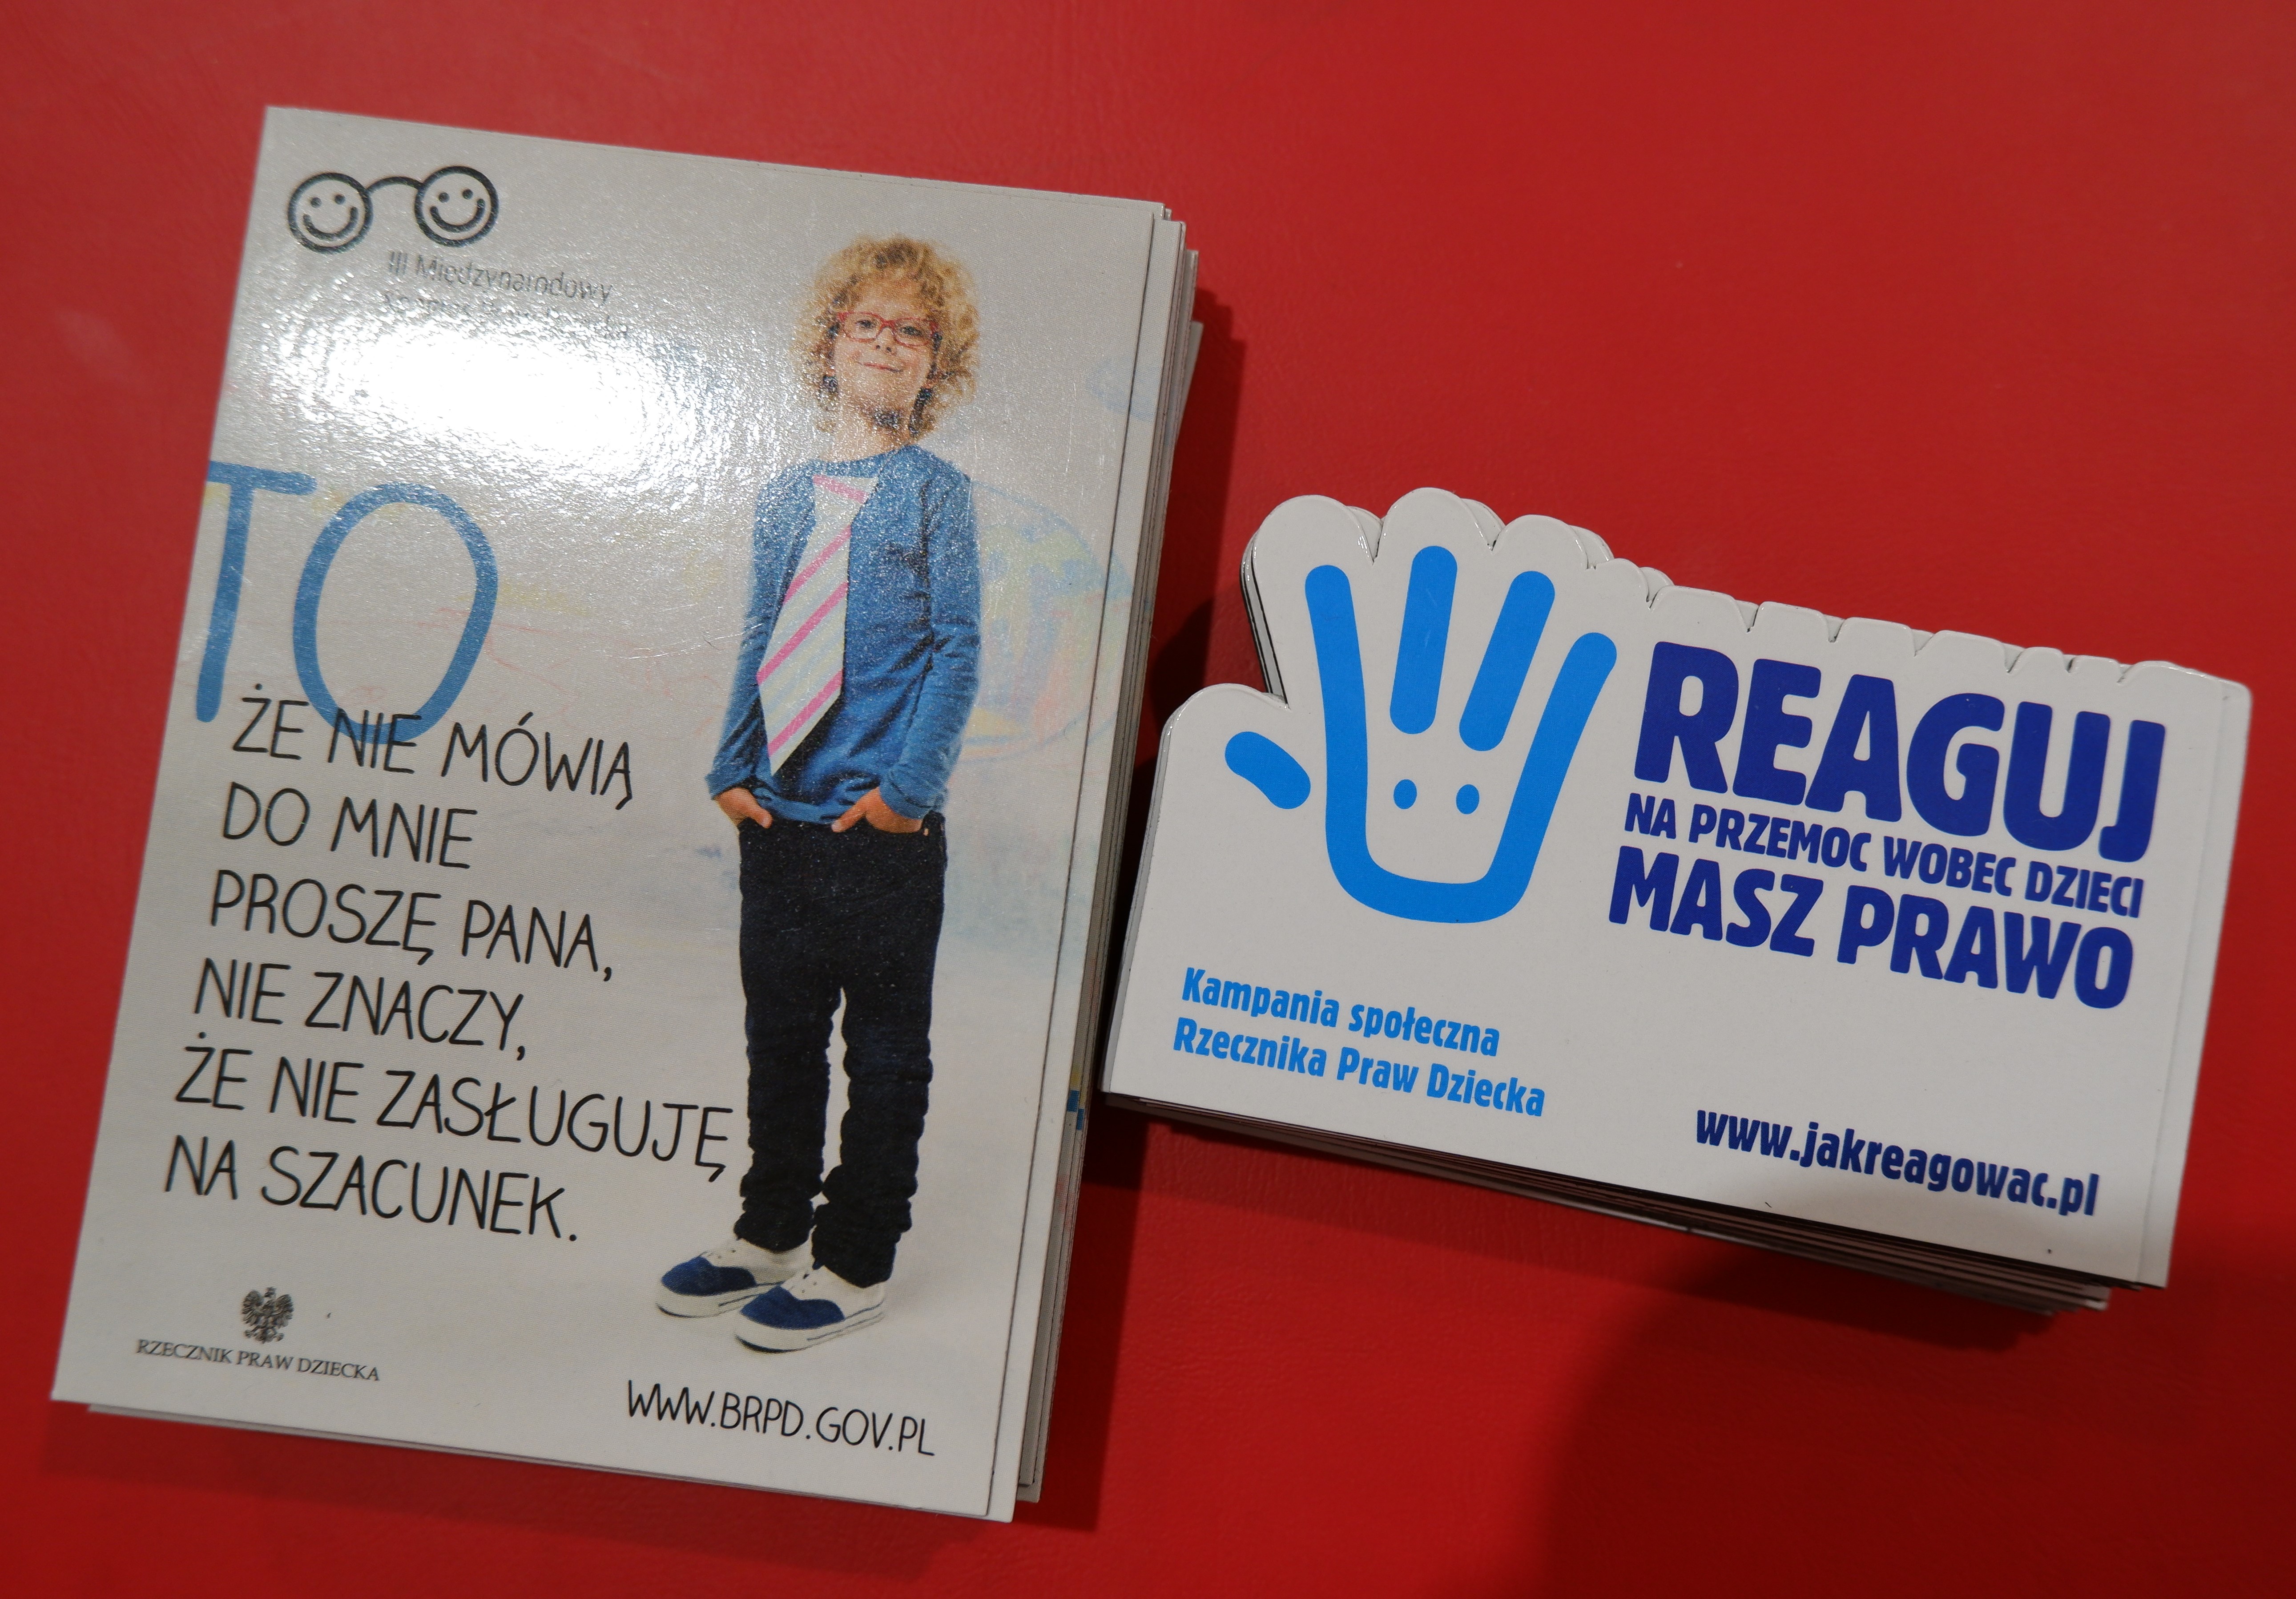 III Międzynarodowy
TO
ŻE NIE MÓWIĄ
DO MNIE
PROSZĘ PANA,
NIE ZNACZY,
ŻE NIE ZASŁUGUJĘ
NA SZACUNEK.
RZECZNIK PRAW DZIECKA
WWW.BRPD.GOV.PL
REAGUJ
NA PRZEMOC WOBEC DZIECI
MASZ PRAWO
Kampania społeczna
Rzecznika Praw Dziecka
www.jakreagowac.pl